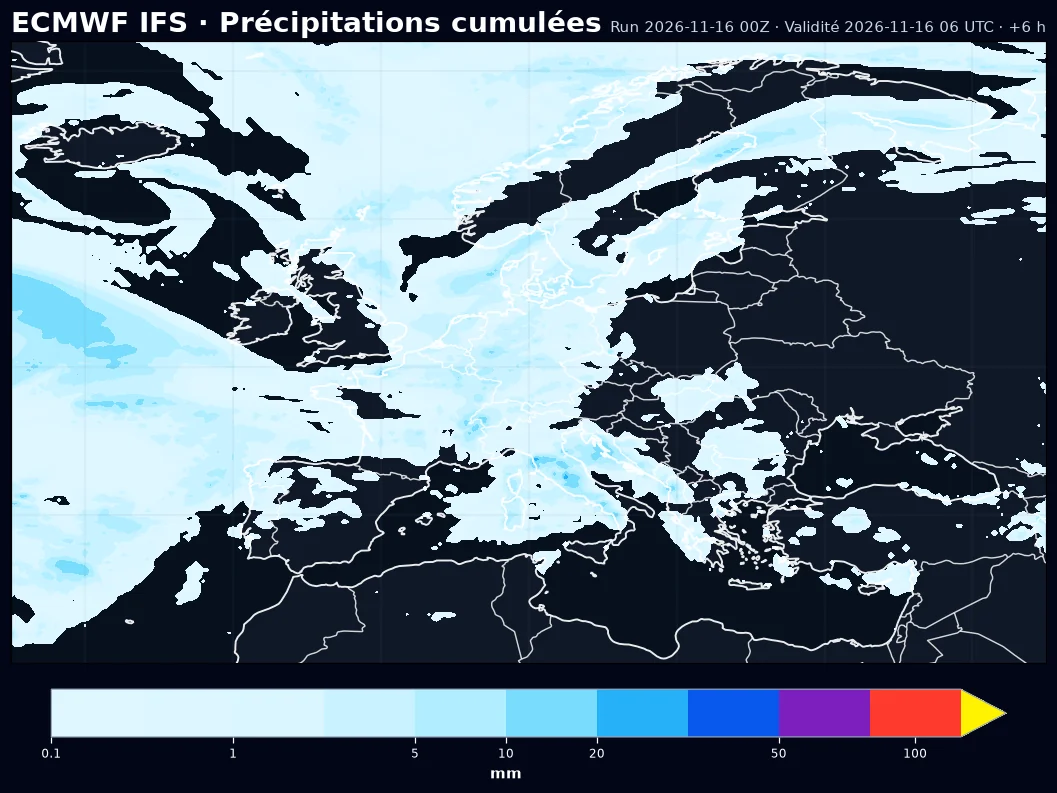 ECMWF IFS · Précipitations cumulées Run 2026-11-16 00Z · Validité 2026-11-16 06 UTC · +6 h
0.1 1 5 10 20 50 100
mm